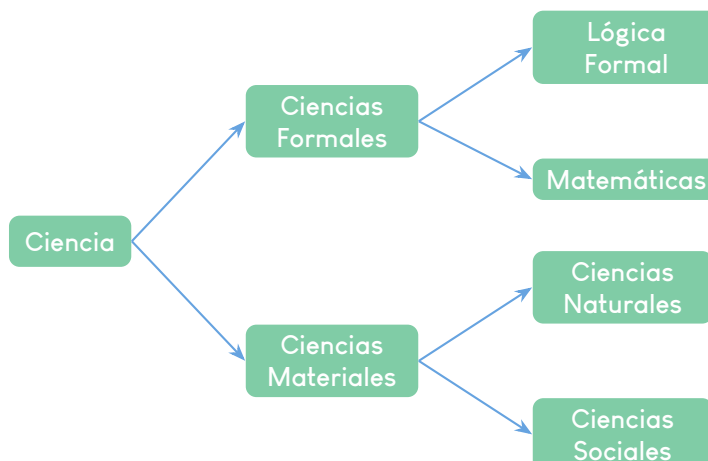 Lógica
Formal
Ciencias
Formales
Matemáticas
Ciencia
Ciencias
Naturales
Ciencias
Materiales
Ciencias
Sociales